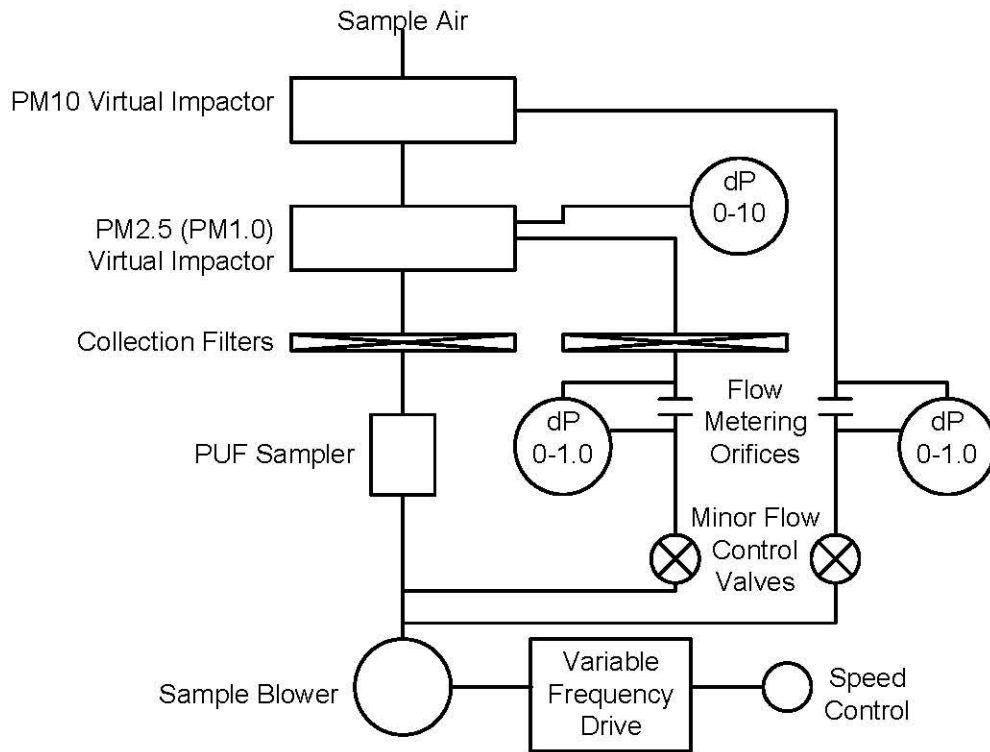 Sample Air
PM10 Virtual Impactor
dP
0-10
PM2.5 (PM1.0)
Virtual Impactor
Collection Filters
Flow
Metering
Orifices
dP
0-1.0
dP
0-1.0
PUF Sampler
Minor Flow
Control
Valves
Sample Blower
Variable
Frequency
Drive
Speed
Control